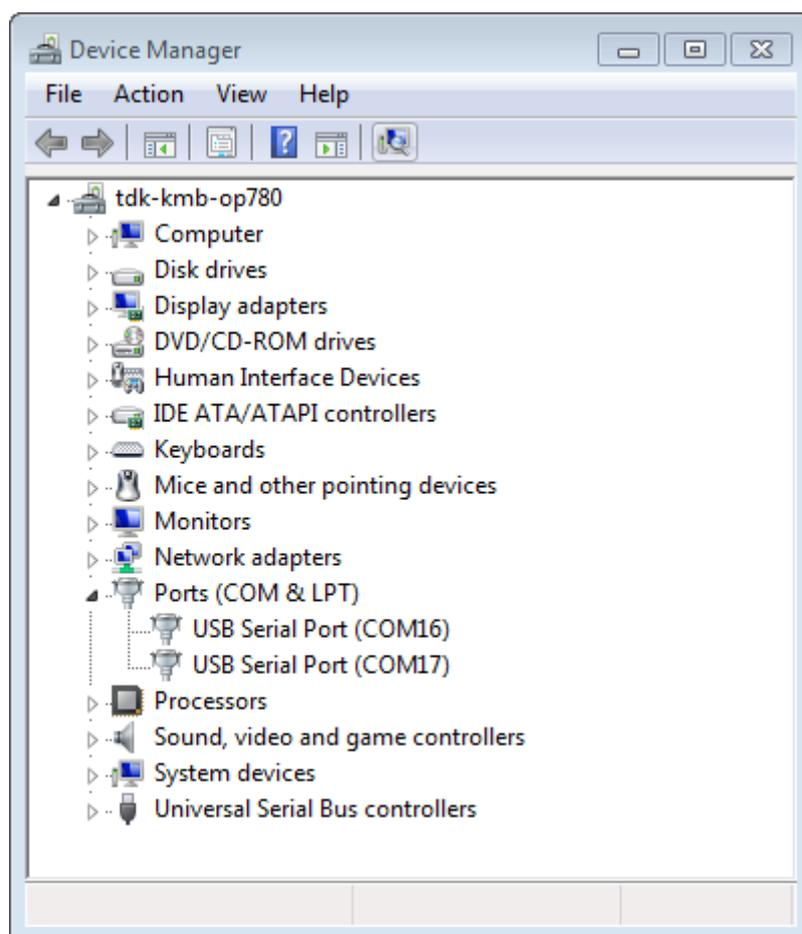 Device Manager
File Action View Help
tdk-kmb-op780
Computer
Disk drives
Display adapters
DVD/CD-ROM drives
Human Interface Devices
IDE ATA/ATAPI controllers
Keyboards
Mice and other pointing devices
Monitors
Network adapters
Ports (COM & LPT)
USB Serial Port (COM16)
USB Serial Port (COM17)
Processors
Sound, video and game controllers
System devices
Universal Serial Bus controllers